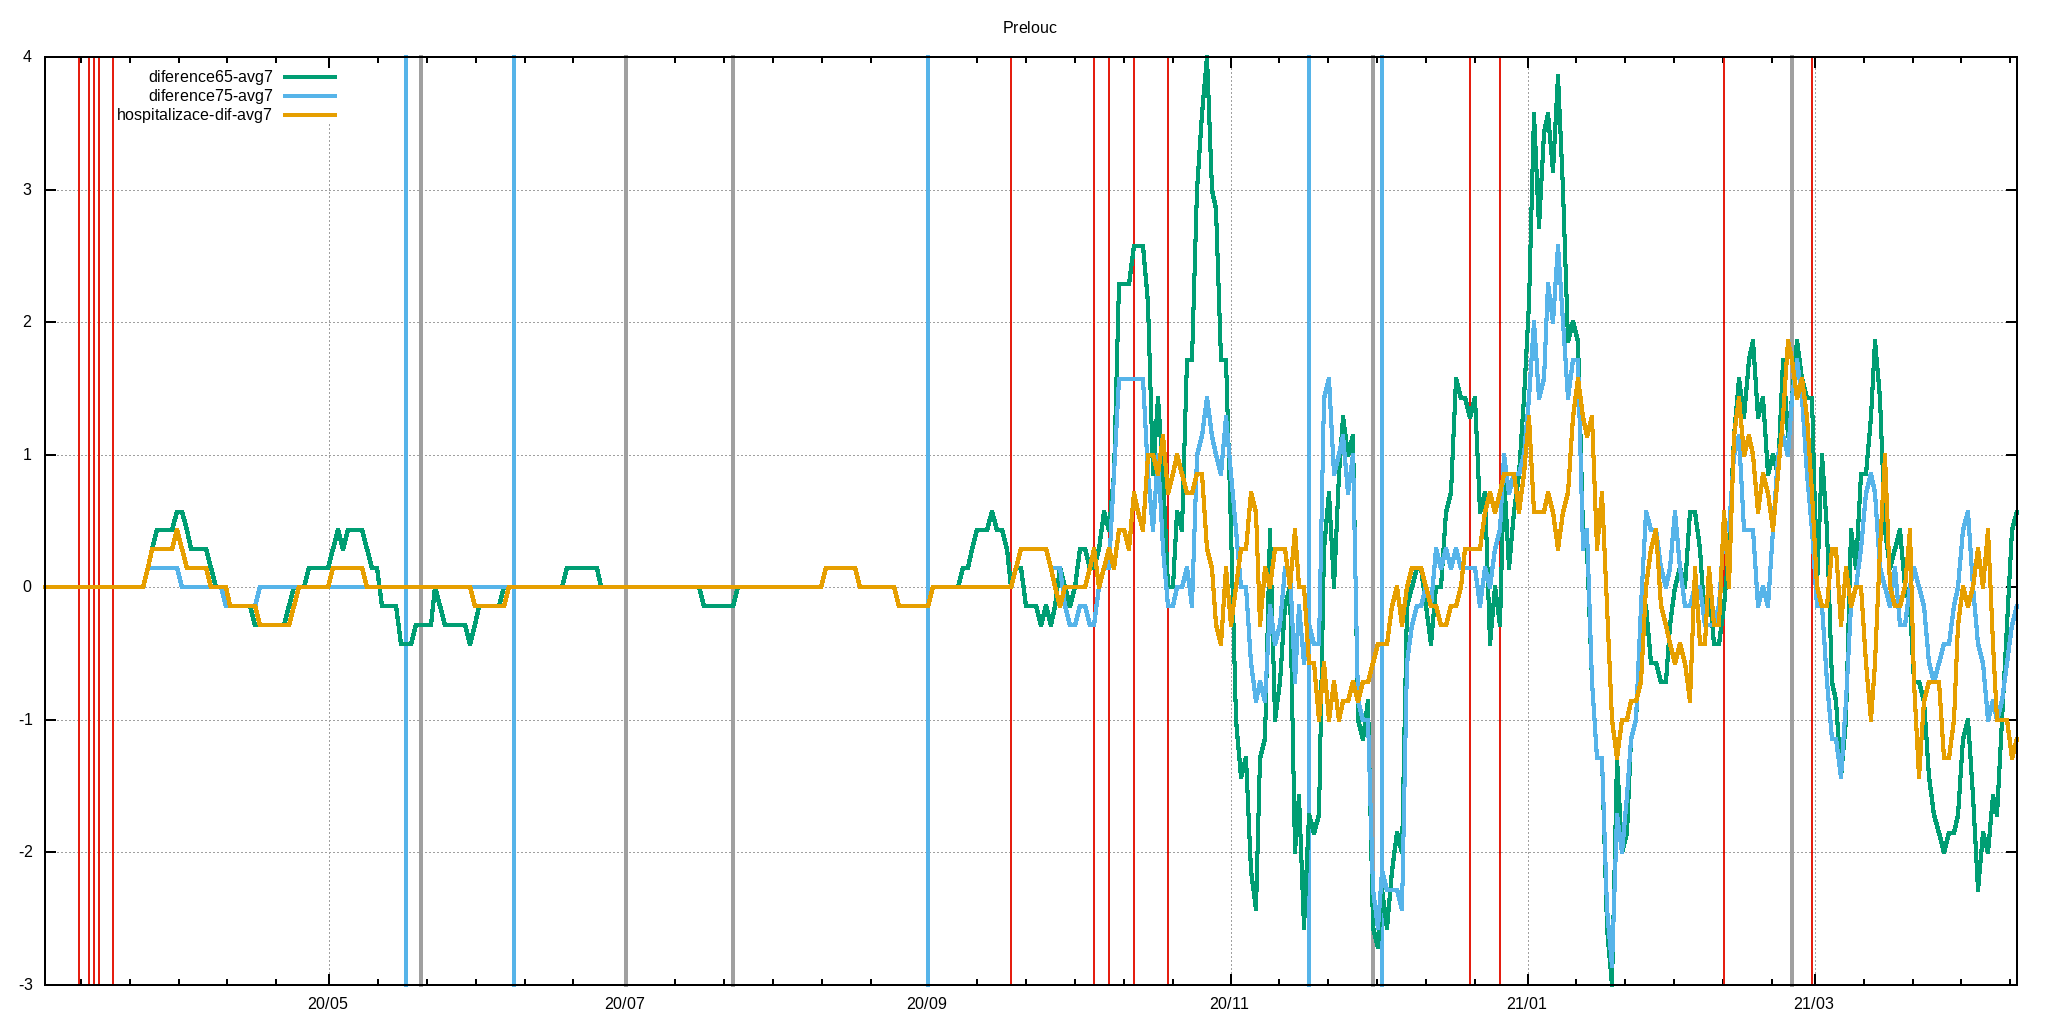 Prelouc
4
diference65-avg7
diference75-avg7
hospitalizace-dif-avg7
3
2
1
0
-1
-2
-3
20/05 20/07 20/09 20/11 21/01 21/03